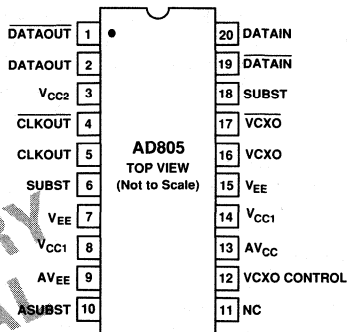 DATAOUT 1 20 DATAIN
DATAOUT 2 19 DATAIN
VCC2 3 18 SUBST
CLKOUT 4 17 VCXO
CLKOUT 5 16 VCXO
AD805
TOP VIEW
(Not to Scale)
SUBST 6 15 VEE
VEE 7 14 VCC1
VCC1 8 13 AVCC
AVEE 9 12 VCXO CONTROL
ASUBST 10 11 NC